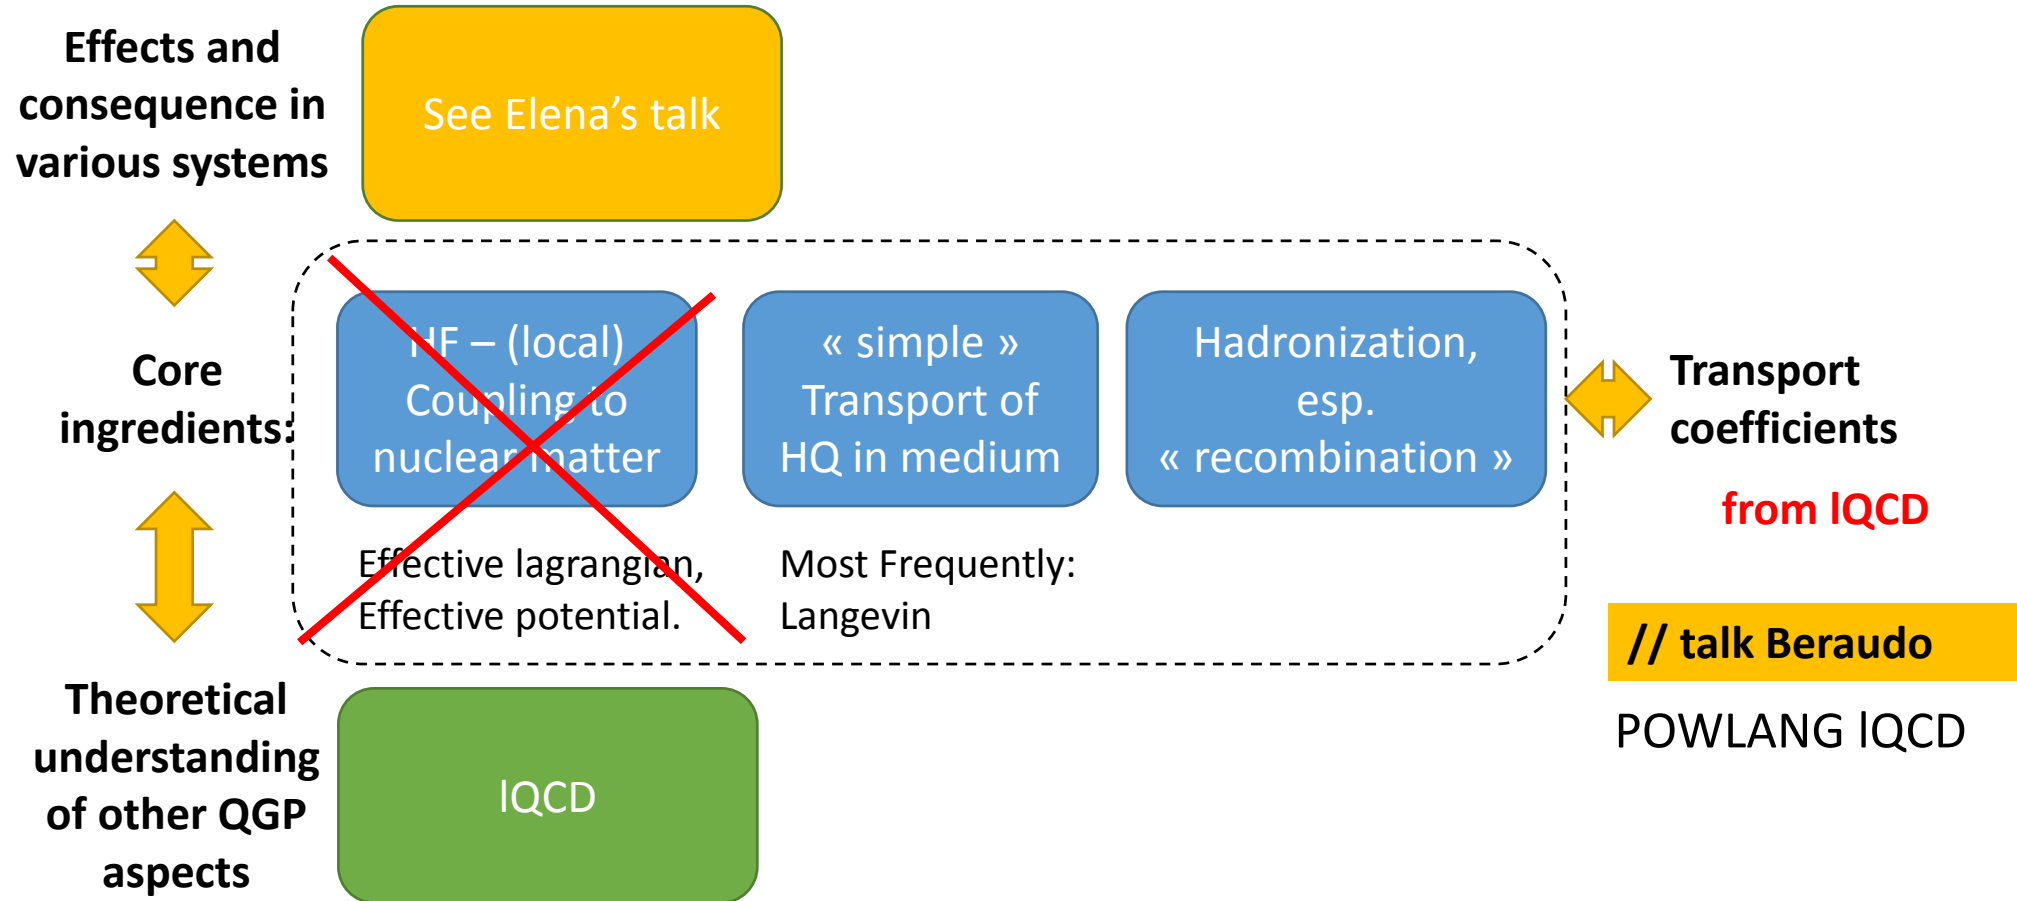 Effects and
consequence in
various systems
See Elena's talk
Core
ingredients:
HF – (local)
Coupling to
nuclear matter
« simple »
Transport of
HQ in medium
Hadronization,
esp.
« recombination »
Transport
coefficients
from lQCD
Effective lagrangian,
Effective potential.
Most Frequently:
Langevin
// talk Beraudo
POWLANG lQCD
Theoretical
understanding
of other QGP
aspects
lQCD